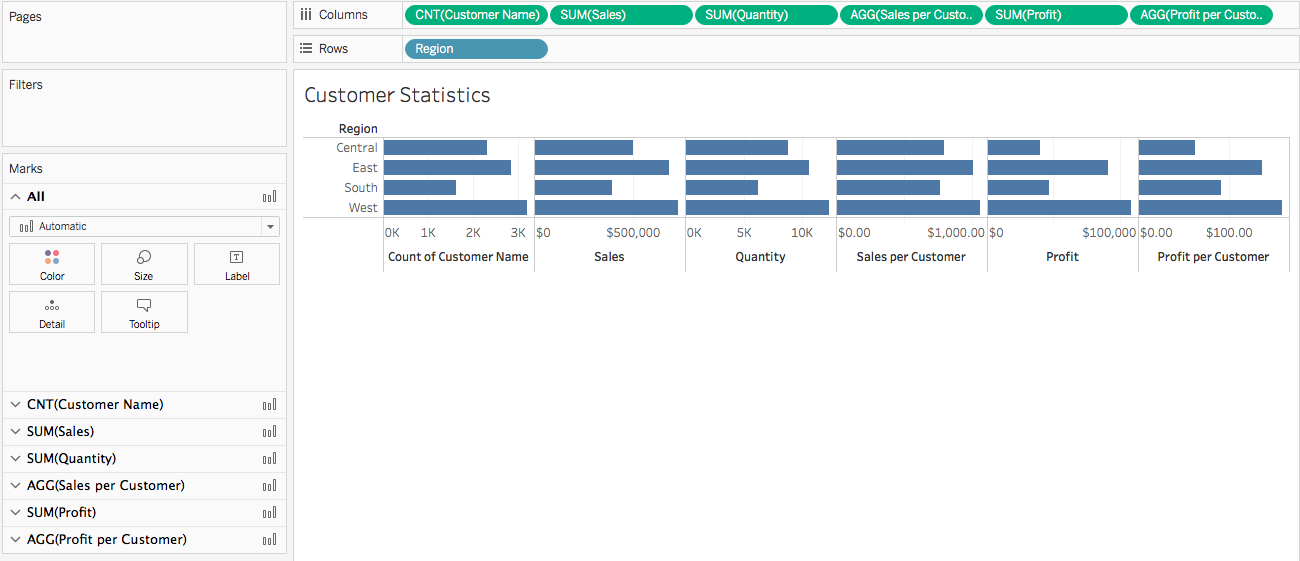 Pages
Columns CNT(Customer Name) SUM(Sales) SUM(Quantity) AGG(Sales per Custo.. SUM(Profit) AGG(Profit per Custo..
Rows Region
Filters
Marks
All
Automatic
Color Size Label
Detail Tooltip
CNT(Customer Name)
SUM(Sales)
SUM(Quantity)
AGG(Sales per Customer)
SUM(Profit)
AGG(Profit per Customer)
Customer Statistics
Region
Central
East
South
West
0K 1K 2K 3K $0 $500,000 0K 5K 10K $0.00 $1,000.00 $0 $100,000 $0.00 $100.00
Count of Customer Name Sales Quantity Sales per Customer Profit Profit per Customer